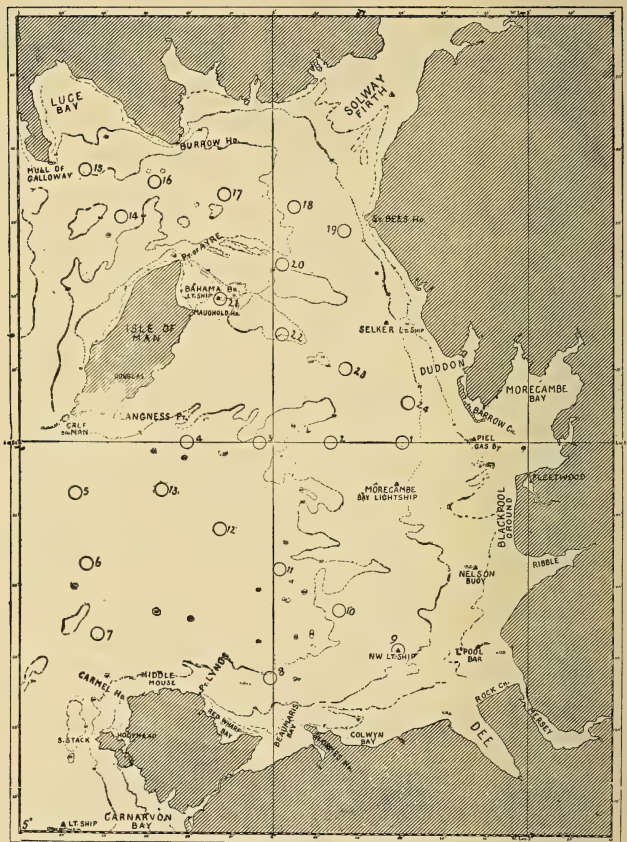 LUCE
BAY
SOLWAY
FIRTH
BURROW HD.
MULL OF
GALLOWAY
15
16
17
14
18
19
ST. BEES HD.
PT. OF AYRE
20
BAHAMA BK.
LT. SHIP
21
MAUGHOLD HD.
SELKER LT. SHIP
ISLE OF
MAN
22
DOUGLAS
23
DUDDON
MORECAMBE
BAY
24
BARROW CH.
LANGNESS PT.
CALF
OF MAN
4
3
2
1
PIEL
GAS BY
FLEETWOOD
5
13
MORECAMBE
BAY LIGHTSHIP
BLACKPOOL
GROUND
12
RIBBLE
6
11
NELSON
BUOY
10
7
9
NW LT. SHIP
L'POOL
BAR
PT. LYNOS
8
MIDDLE
MOUSE
CARMEL HD.
ROCK CH.
MERSEY
RED WHARF
BAY
BEAUMARIS
BAY
COLWYN
BAY
DEE
S. STACK
HOLYHEAD
CARNARVON
BAY
5°
LT. SHIP